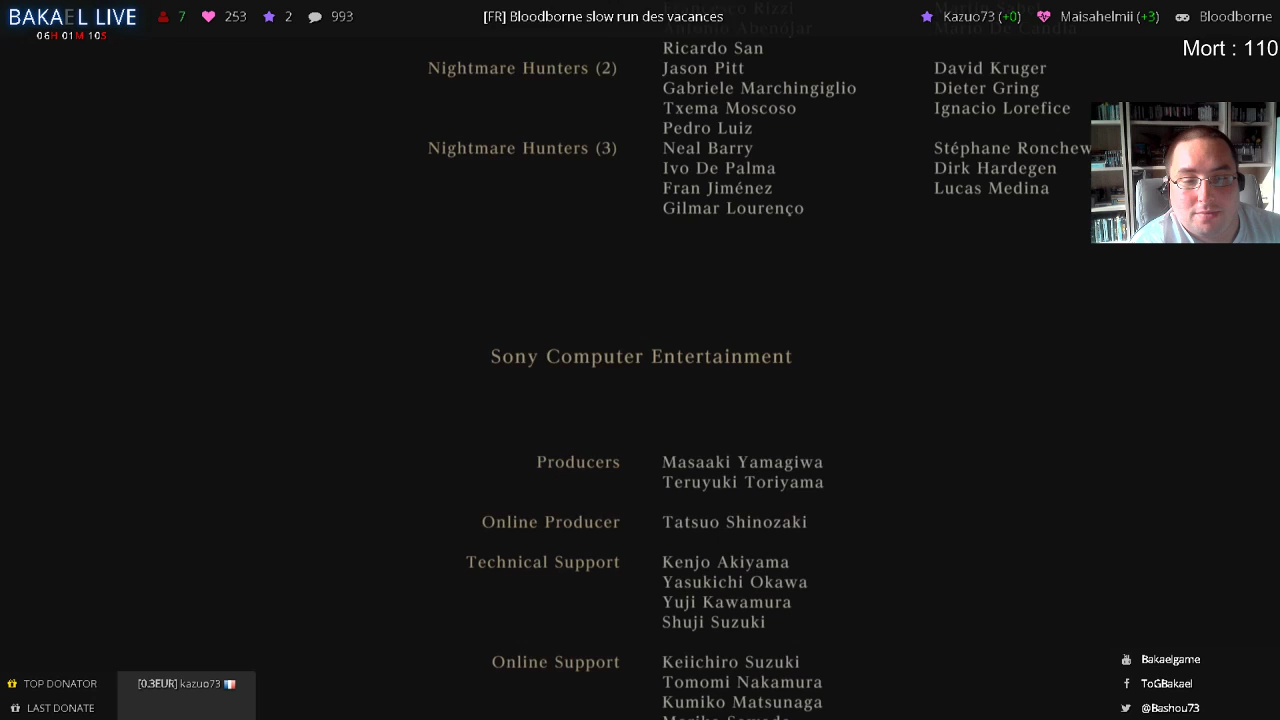 BAKAEL LIVE
06H 01M 10S
7 253 2 993
[FR] Bloodborne slow run des vacances
Kazuo73 (+0) Maisahelmii (+3) Bloodborne
Mort : 110
Ricardo San
Nightmare Hunters (2) Jason Pitt David Kruger
Gabriele Marchingiglio Dieter Gring
Txema Moscoso Ignacio Lorefice
Pedro Luiz
Nightmare Hunters (3) Neal Barry Stéphane Ronchew
Ivo De Palma Dirk Hardegen
Fran Jiménez Lucas Medina
Gilmar Lourenço
Sony Computer Entertainment
Producers Masaaki Yamagiwa
Teruyuki Toriyama
Online Producer Tatsuo Shinozaki
Technical Support Kenjo Akiyama
Yasukichi Okawa
Yuji Kawamura
Shuji Suzuki
Online Support Keiichiro Suzuki
Tomomi Nakamura
Kumiko Matsunaga
TOP DONATOR [0.3EUR] kazuo73
LAST DONATE
Bakaelgame
ToGBakael
@Bashou73